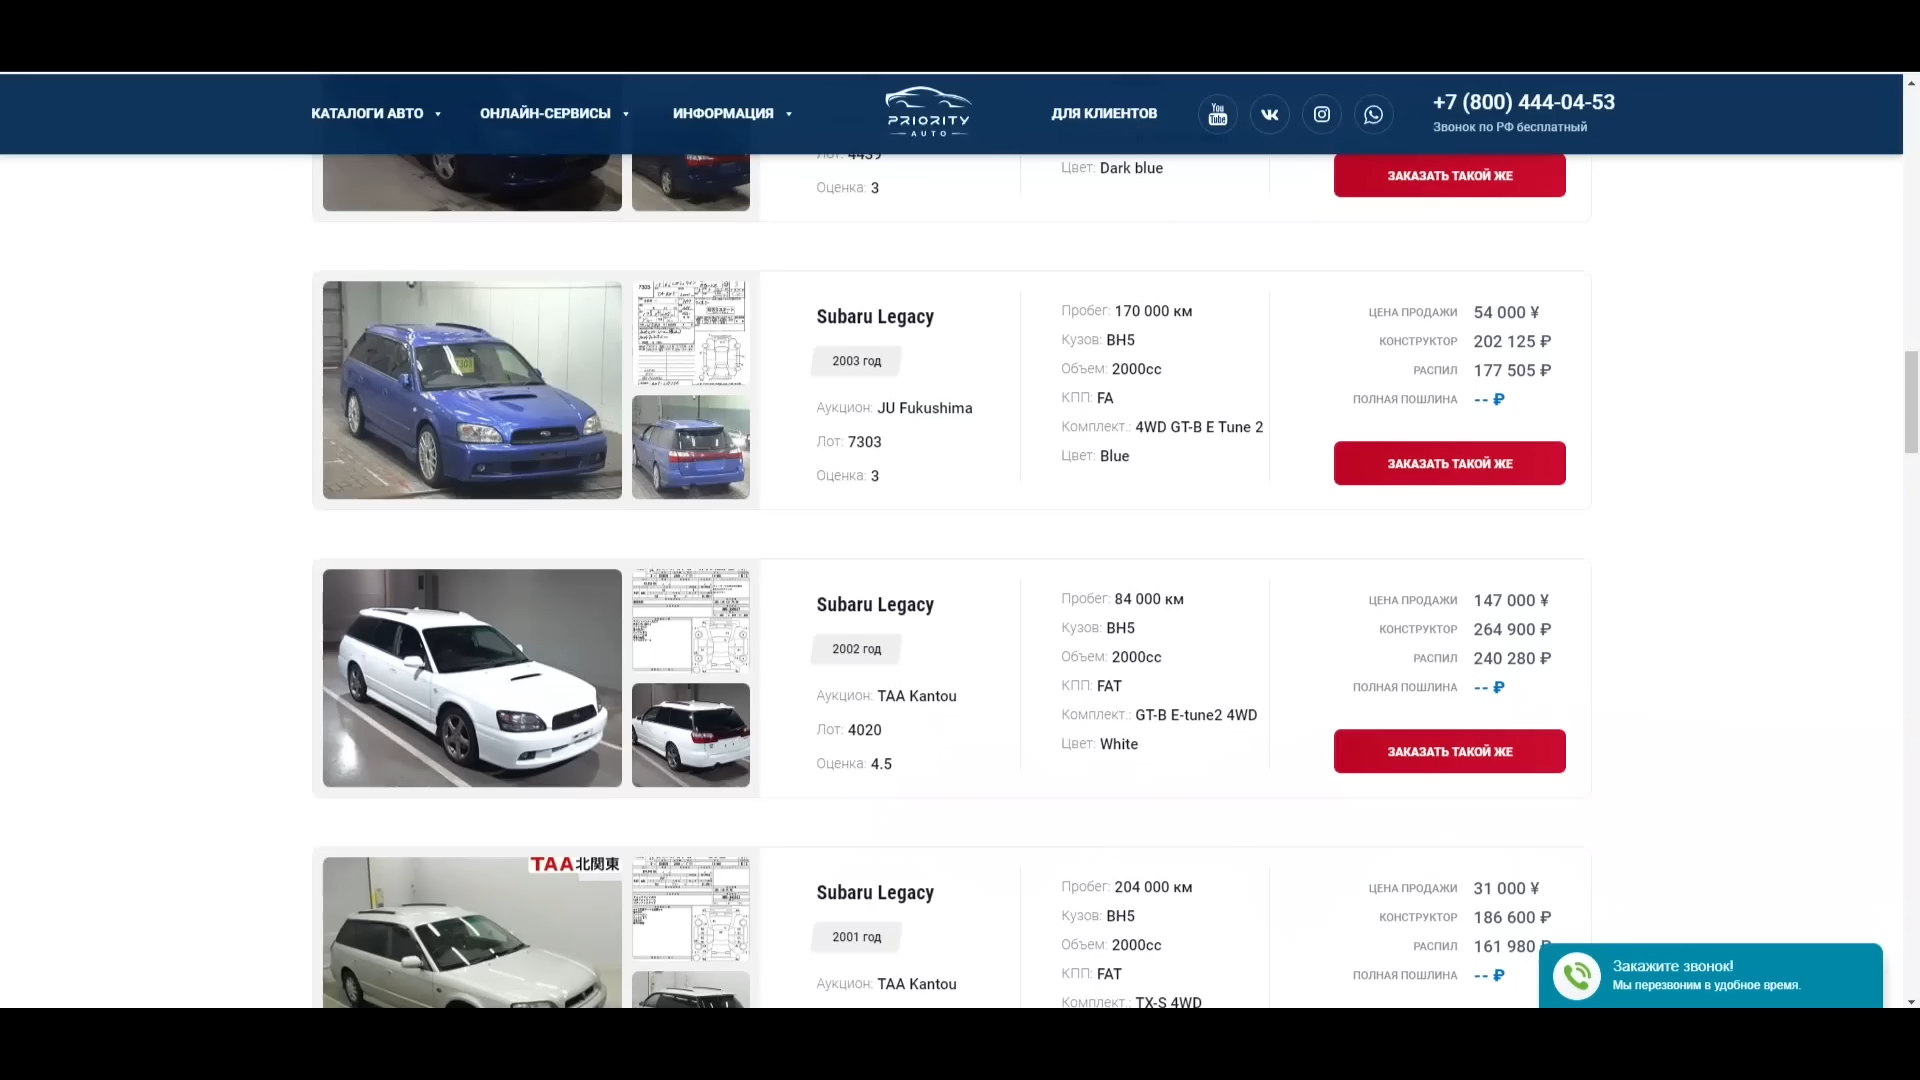 КАТАЛОГИ АВТО
ОНЛАЙН-СЕРВИСЫ
ИНФОРМАЦИЯ
PRIORITY
AUTO
ДЛЯ КЛИЕНТОВ
You
Tube
+7 (800) 444-04-53
Звонок по РФ бесплатный
Лот: 4439
Оценка: 3
Цвет: Dark blue
ЗАКАЗАТЬ ТАКОЙ ЖЕ
Subaru Legacy
2003 год
Аукцион: JU Fukushima
Лот: 7303
Оценка: 3
Пробег: 170 000 км
Кузов: BH5
Объем: 2000cc
КПП: FA
Комплект.: 4WD GT-B E Tune 2
Цвет: Blue
ЦЕНА ПРОДАЖИ 54 000 ¥
КОНСТРУКТОР 202 125 ₽
РАСПИЛ 177 505 ₽
ПОЛНАЯ ПОШЛИНА -- ₽
ЗАКАЗАТЬ ТАКОЙ ЖЕ
Subaru Legacy
2002 год
Аукцион: TAA Kantou
Лот: 4020
Оценка: 4.5
Пробег: 84 000 км
Кузов: BH5
Объем: 2000cc
КПП: FAT
Комплект.: GT-B E-tune2 4WD
Цвет: White
ЦЕНА ПРОДАЖИ 147 000 ¥
КОНСТРУКТОР 264 900 ₽
РАСПИЛ 240 280 ₽
ПОЛНАЯ ПОШЛИНА -- ₽
ЗАКАЗАТЬ ТАКОЙ ЖЕ
TAA北関東
Subaru Legacy
2001 год
Аукцион: TAA Kantou
Пробег: 204 000 км
Кузов: BH5
Объем: 2000cc
КПП: FAT
Комплект.: TX-S 4WD
ЦЕНА ПРОДАЖИ 31 000 ¥
КОНСТРУКТОР 186 600 ₽
РАСПИЛ 161 980 ₽
ПОЛНАЯ ПОШЛИНА -- ₽
Закажите звонок!
Мы перезвоним в удобное время.